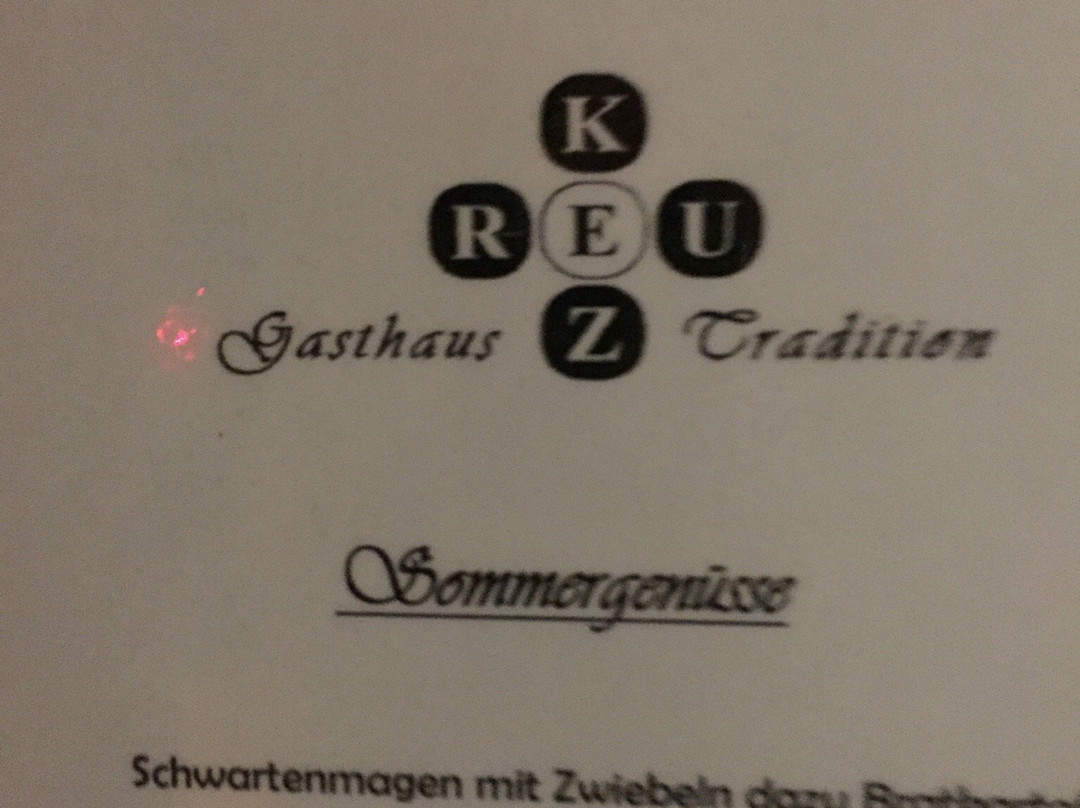 K
R E U
Gasthaus Z Tradition
Sommergenüsse
Schwartenmagen mit Zwiebeln dazu